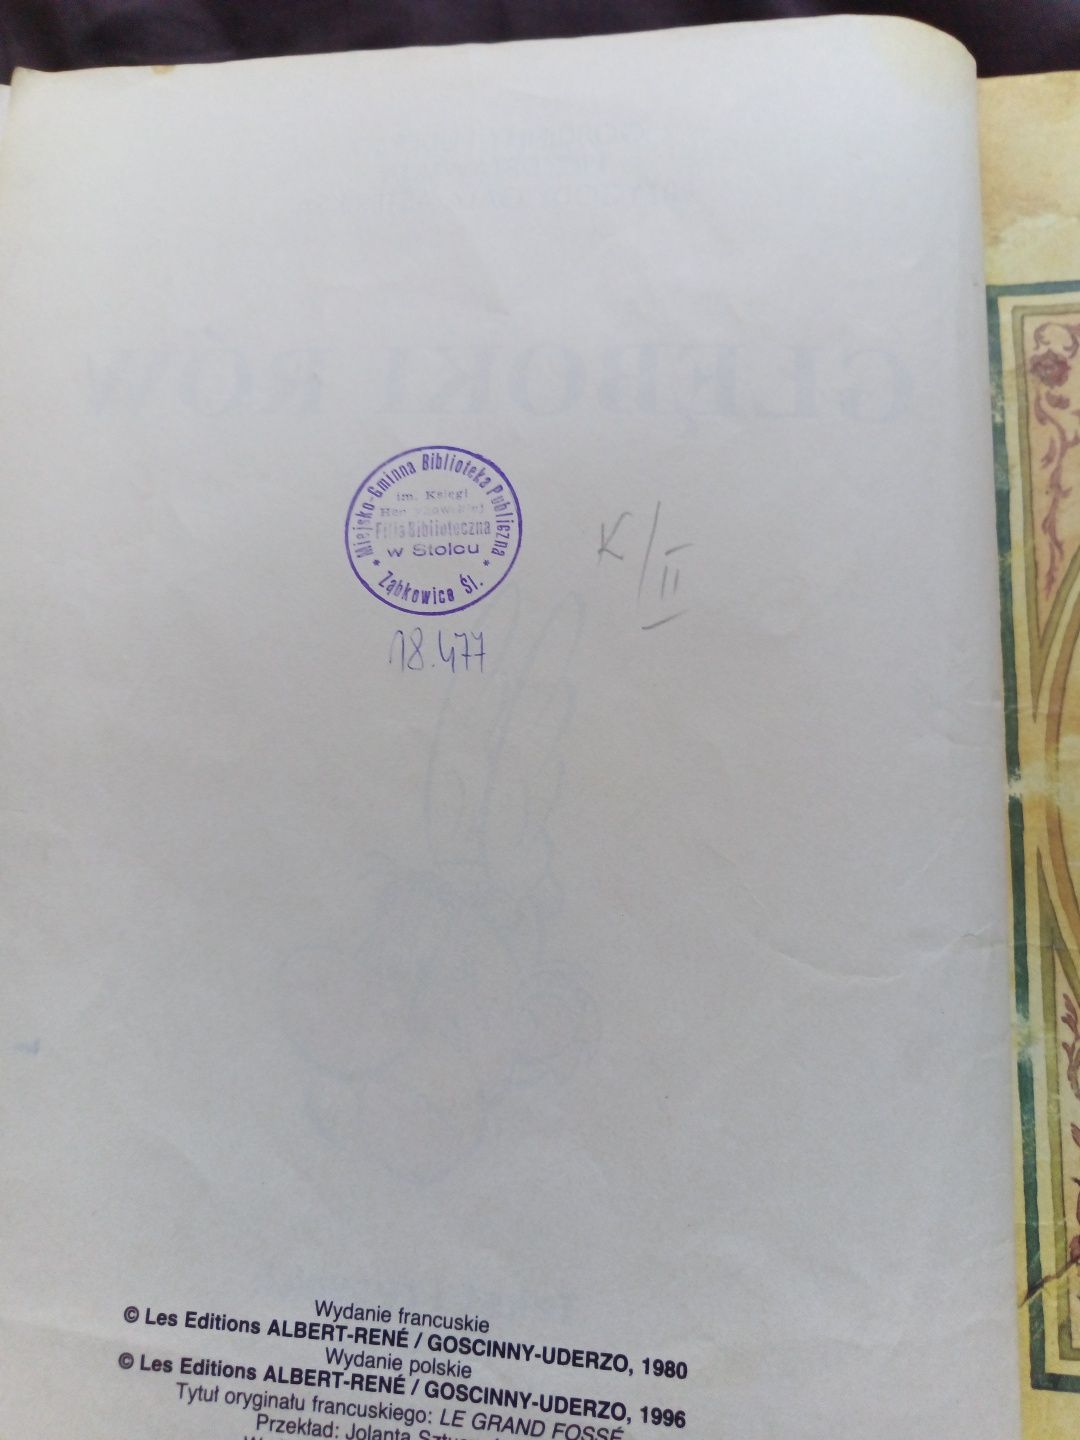 GŁĘBOKI RÓW
Miejsko-Gminna Biblioteka Publiczna
im. Księgi
Filia Biblioteczna
w Stolcu
* Ząbkowice Śl. *
K/II
18.477
Wydanie francuskie
© Les Editions ALBERT-RENÉ / GOSCINNY-UDERZO, 1980
Wydanie polskie
© Les Editions ALBERT-RENÉ / GOSCINNY-UDERZO, 1996
Tytuł oryginału francuskiego: LE GRAND FOSSÉ
Przekład: Jolanta